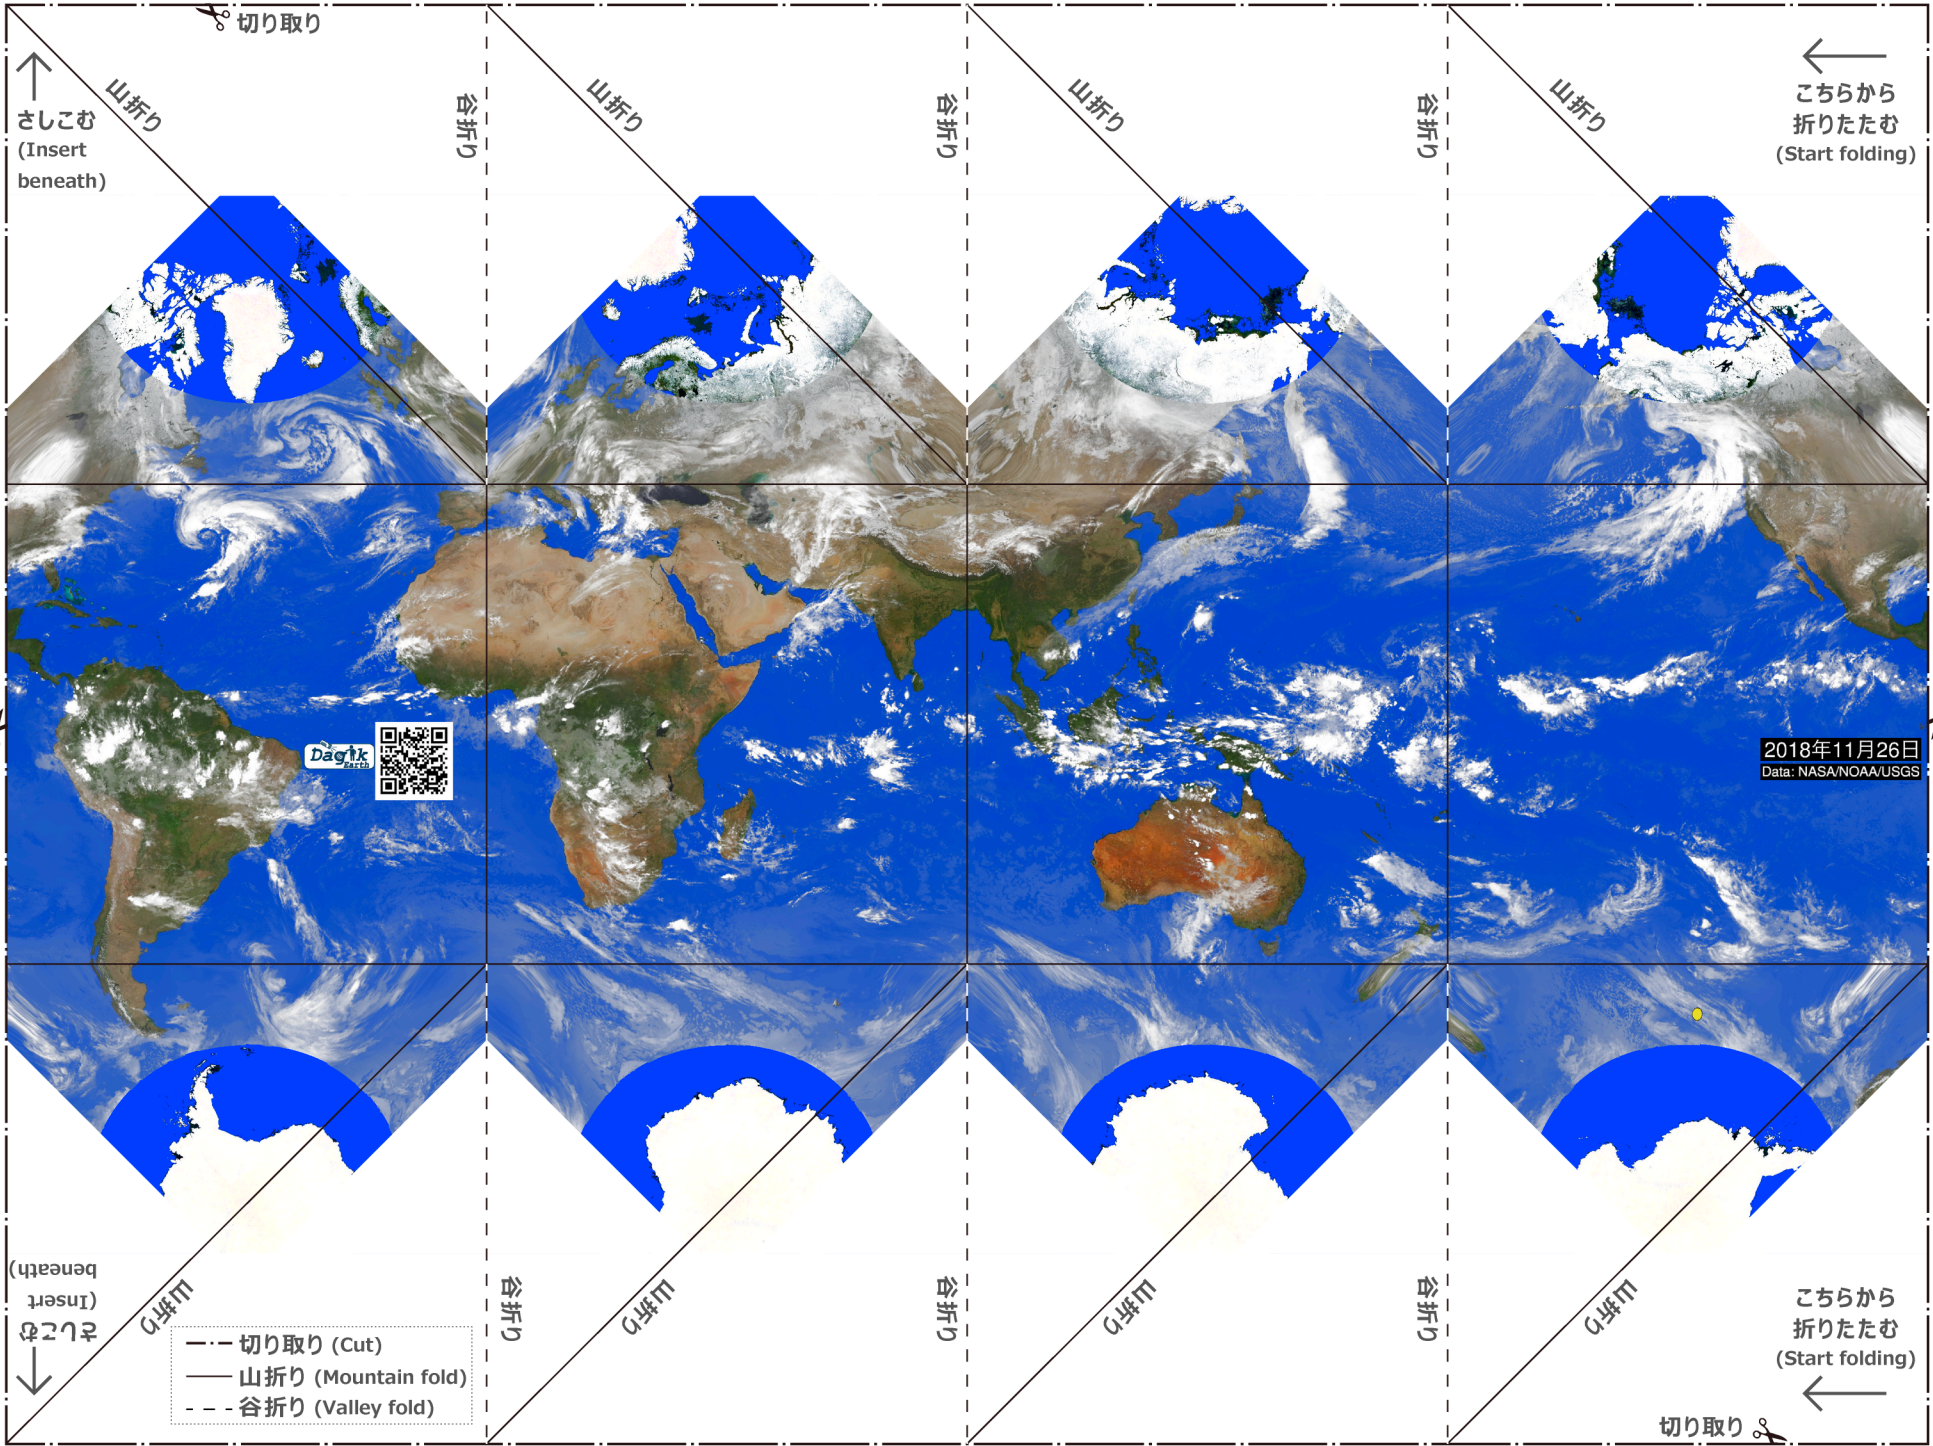 切り取り
山折り
谷折り
山折り
谷折り
山折り
谷折り
山折り
こちらから
折りたたむ
(Start folding)
さしこむ
(Insert
beneath)
Dagik
Earth
2018年11月26日
Data: NASA/NOAA/USGS
さしこむ
(Insert
beneath)
山折り
谷折り
山折り
谷折り
山折り
谷折り
山折り
こちらから
折りたたむ
(Start folding)
切り取り (Cut)
山折り (Mountain fold)
谷折り (Valley fold)
切り取り